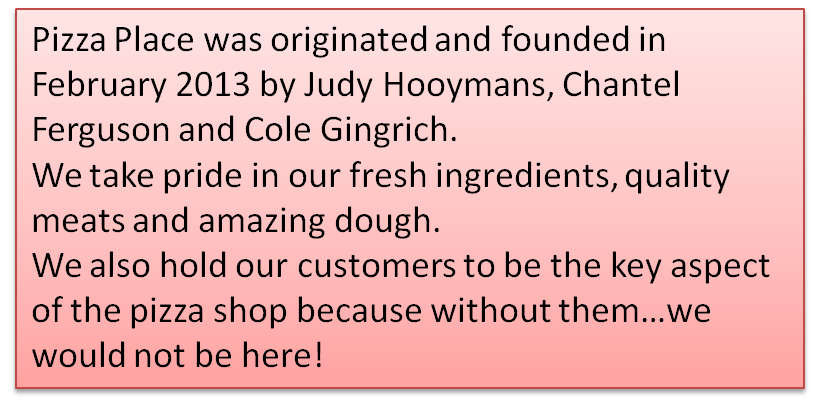 Pizza Place was originated and founded in
February 2013 by Judy Hooymans, Chantel
Ferguson and Cole Gingrich.
We take pride in our fresh ingredients, quality
meats and amazing dough.
We also hold our customers to be the key aspect
of the pizza shop because without them…we
would not be here!